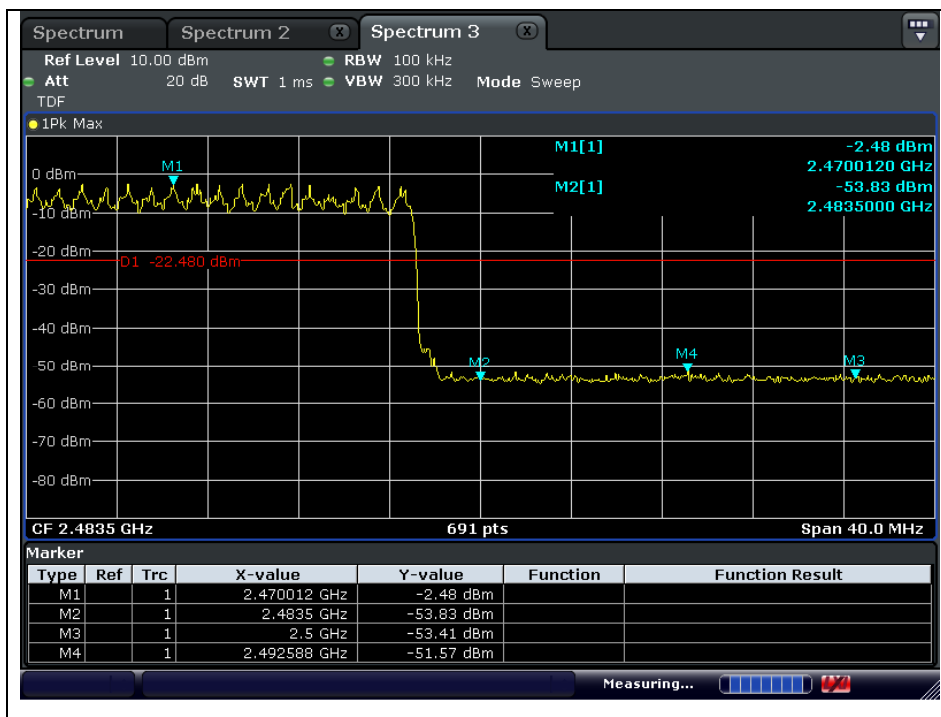 Spectrum Spectrum 2 X Spectrum 3 X
Ref Level 10.00 dBm RBW 100 kHz
Att 20 dB SWT 1 ms VBW 300 kHz Mode Sweep
TDF
1Pk Max
M1[1] -2.48 dBm
2.4700120 GHz
M2[1] -53.83 dBm
2.4835000 GHz
M1
0 dBm
-10 dBm
-20 dBm
D1 -22.480 dBm
-30 dBm
-40 dBm
M2 M4 M3
50 dBm
-60 dBm
-70 dBm
-80 dBm
CF 2.4835 GHz 691 pts Span 40.0 MHz
Marker
Type Ref Trc X-value Y-value Function Function Result
M1 1 2.470012 GHz -2.48 dBm
M2 1 2.4835 GHz -53.83 dBm
M3 1 2.5 GHz -53.41 dBm
M4 1 2.492588 GHz -51.57 dBm
Measuring...